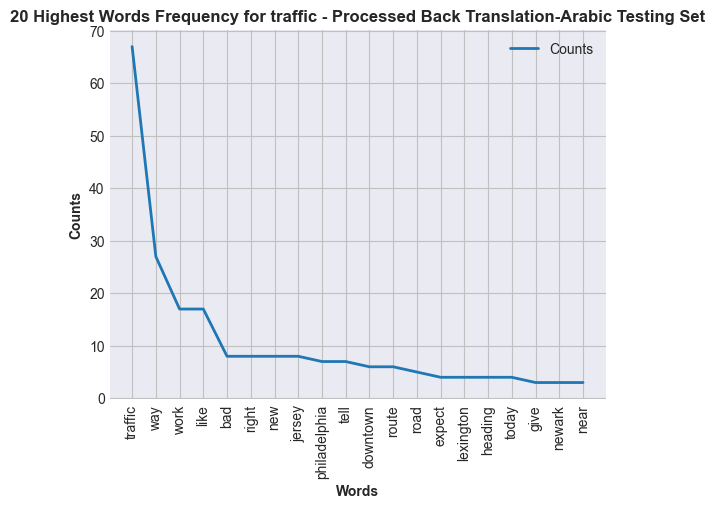 20 Highest Words Frequency for traffic - Processed Back Translation-Arabic Testing Set
Counts
Counts
70
60
50
40
30
20
10
0
traffic
way
work
like
bad
right
new
jersey
philadelphia
tell
downtown
route
road
expect
lexington
heading
today
give
newark
near
Words